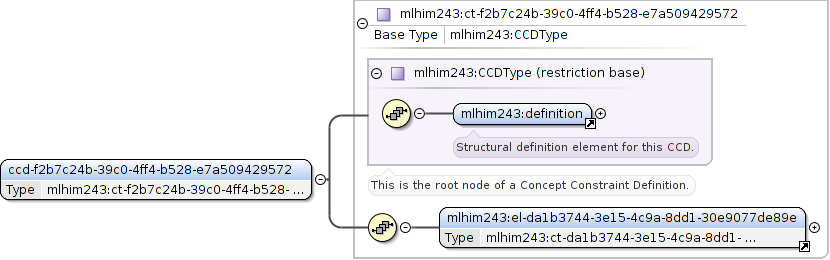 mlhim243:ct-f2b7c24b-39c0-4ff4-b528-e7a509429572
Base Type mlhim243:CCDType
mlhim243:CCDType (restriction base)
mlhim243:definition
Structural definition element for this CCD.
ccd-f2b7c24b-39c0-4ff4-b528-e7a509429572
Type mlhim243:ct-f2b7c24b-39c0-4ff4-b528- ...
This is the root node of a Concept Constraint Definition.
mlhim243:el-da1b3744-3e15-4c9a-8dd1-30e9077de89e
Type mlhim243:ct-da1b3744-3e15-4c9a-8dd1- ...